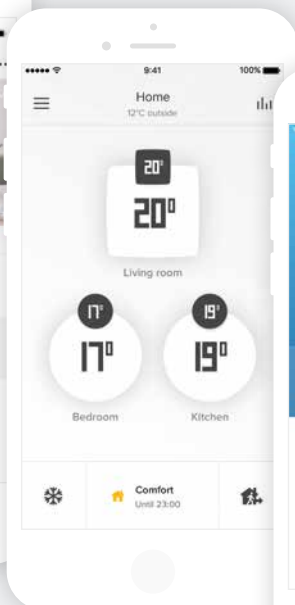 9:41
100%
Home
12°C outside
20°
20°
Living room
17°
17°
19°
19°
Bedroom
Kitchen
Comfort
Until 23:00